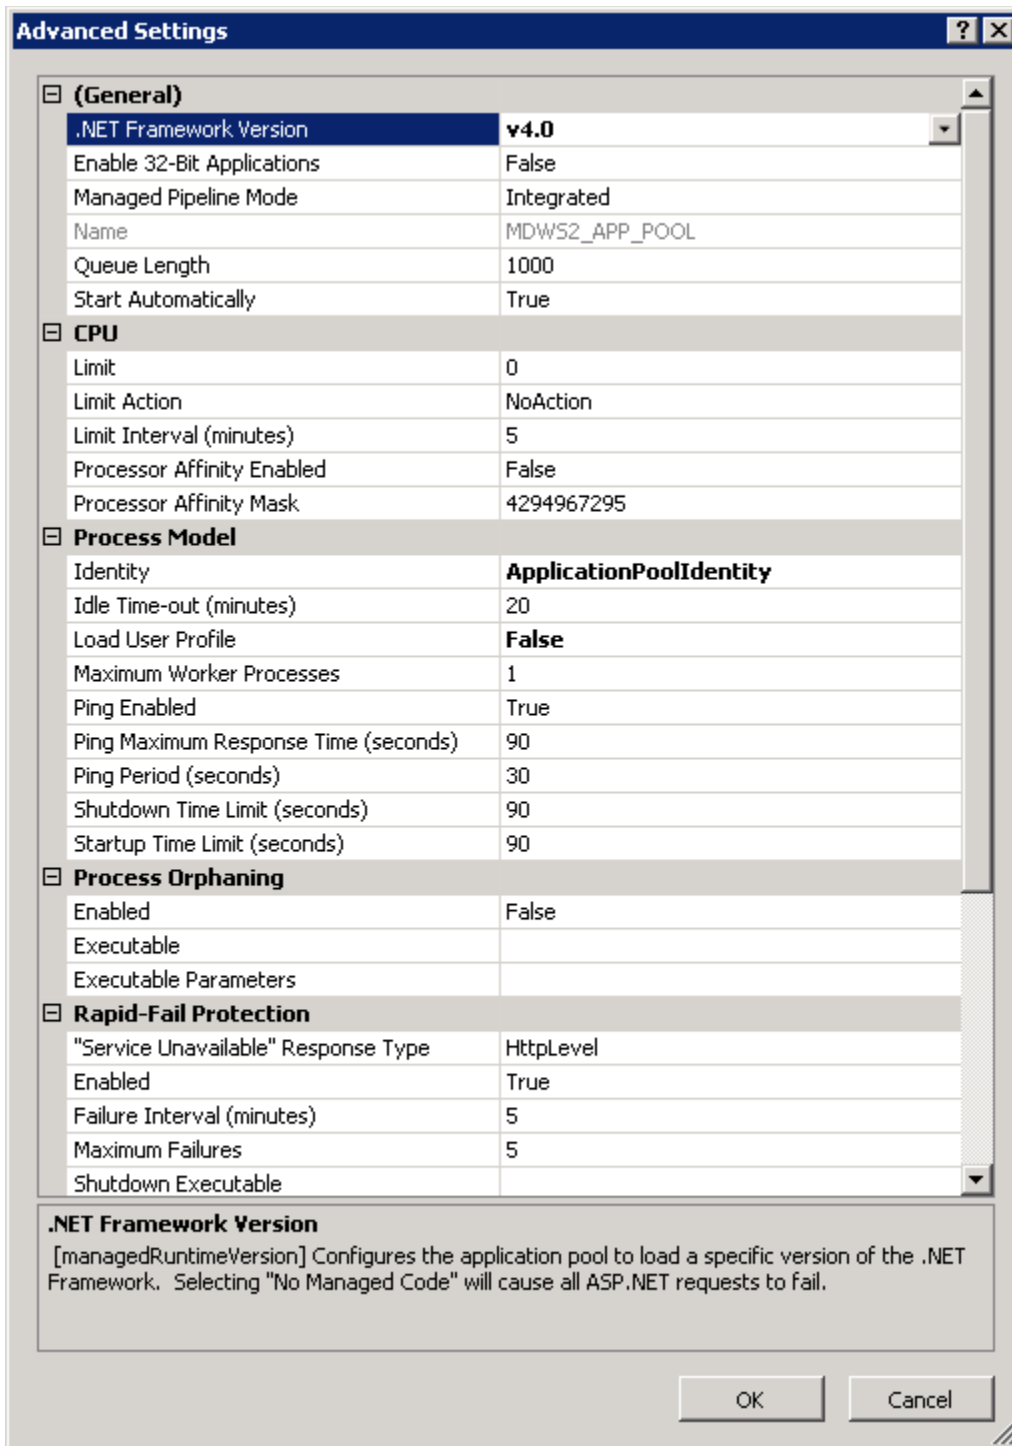 Advanced Settings
(General)
.NET Framework Version v4.0
Enable 32-Bit Applications False
Managed Pipeline Mode Integrated
Name MDWS2_APP_POOL
Queue Length 1000
Start Automatically True
CPU
Limit 0
Limit Action NoAction
Limit Interval (minutes) 5
Processor Affinity Enabled False
Processor Affinity Mask 4294967295
Process Model
Identity ApplicationPoolIdentity
Idle Time-out (minutes) 20
Load User Profile False
Maximum Worker Processes 1
Ping Enabled True
Ping Maximum Response Time (seconds) 90
Ping Period (seconds) 30
Shutdown Time Limit (seconds) 90
Startup Time Limit (seconds) 90
Process Orphaning
Enabled False
Executable
Executable Parameters
Rapid-Fail Protection
"Service Unavailable" Response Type HttpLevel
Enabled True
Failure Interval (minutes) 5
Maximum Failures 5
Shutdown Executable
.NET Framework Version
[managedRuntimeVersion] Configures the application pool to load a specific version of the .NET
Framework. Selecting "No Managed Code" will cause all ASP.NET requests to fail.
OK Cancel